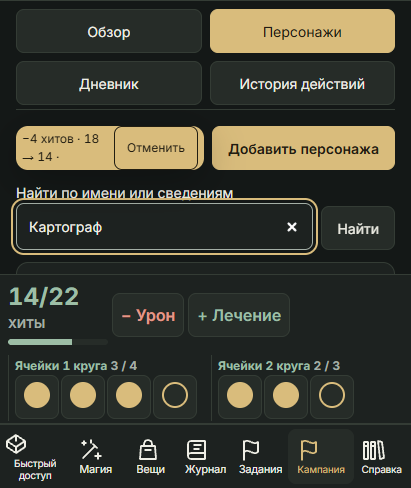 Обзор
Персонажи
Дневник
История действий
−4 хитов · 18
→ 14 ·
Отменить
Добавить персонажа
Найти по имени или сведениям
Картограф
×
Найти
14/22
ХИТЫ
− Урон
+ Лечение
Ячейки 1 круга 3 / 4
Ячейки 2 круга 2 / 3
Быстрый
доступ
Магия
Вещи
Журнал
Задания
Кампания
Справка